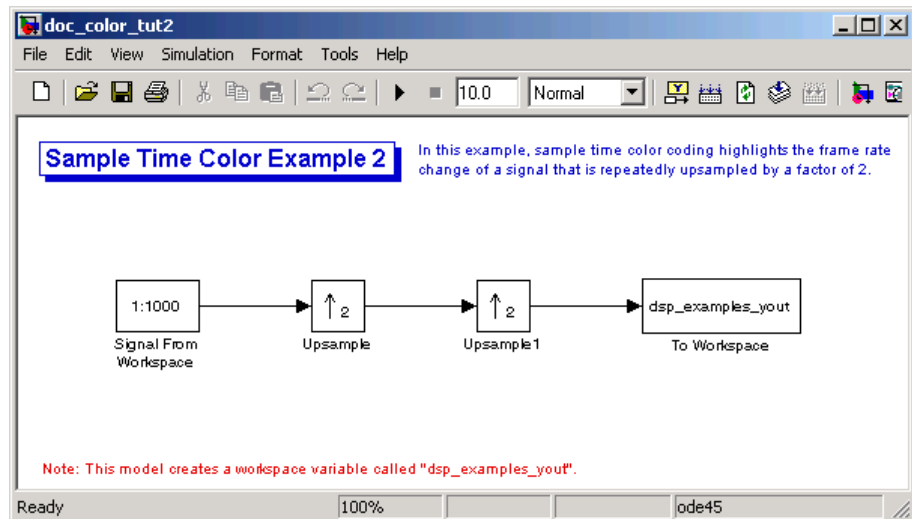 doc_color_tut2
File Edit View Simulation Format Tools Help
10.0 Normal
Sample Time Color Example 2
In this example, sample time color coding highlights the frame rate
change of a signal that is repeatedly upsampled by a factor of 2.
1:1000
↑2
↑2
dsp_examples_yout
Signal From
Workspace
Upsample
Upsample1
To Workspace
Note: This model creates a workspace variable called "dsp_examples_yout".
Ready 100% ode45